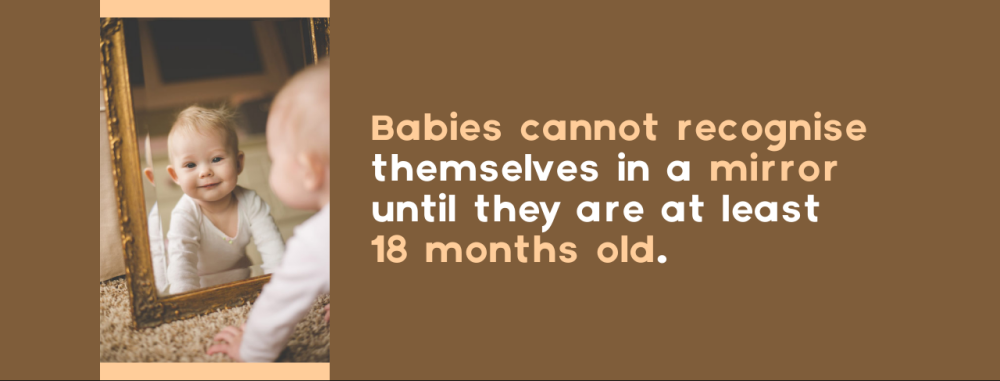 Babies cannot recognise
themselves in a mirror
until they are at least
18 months old.